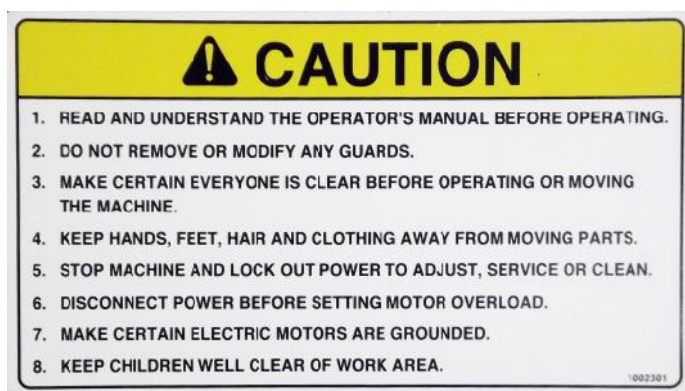 CAUTION
1. READ AND UNDERSTAND THE OPERATOR'S MANUAL BEFORE OPERATING.
2. DO NOT REMOVE OR MODIFY ANY GUARDS.
3. MAKE CERTAIN EVERYONE IS CLEAR BEFORE OPERATING OR MOVING
THE MACHINE.
4. KEEP HANDS, FEET, HAIR AND CLOTHING AWAY FROM MOVING PARTS.
5. STOP MACHINE AND LOCK OUT POWER TO ADJUST, SERVICE OR CLEAN.
6. DISCONNECT POWER BEFORE SETTING MOTOR OVERLOAD.
7. MAKE CERTAIN ELECTRIC MOTORS ARE GROUNDED.
8. KEEP CHILDREN WELL CLEAR OF WORK AREA.
1002301